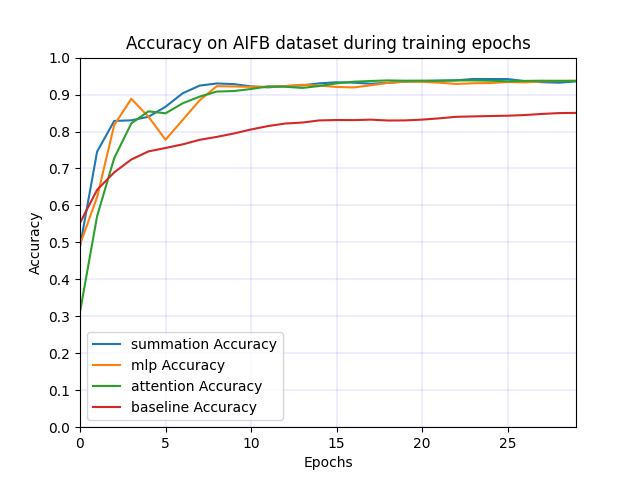 Accuracy on AIFB dataset during training epochs
1.0
0.9
0.8
0.7
0.6
0.5
0.4
0.3
0.2
0.1
0.0
Accuracy
summation Accuracy
mlp Accuracy
attention Accuracy
baseline Accuracy
0 5 10 15 20 25
Epochs